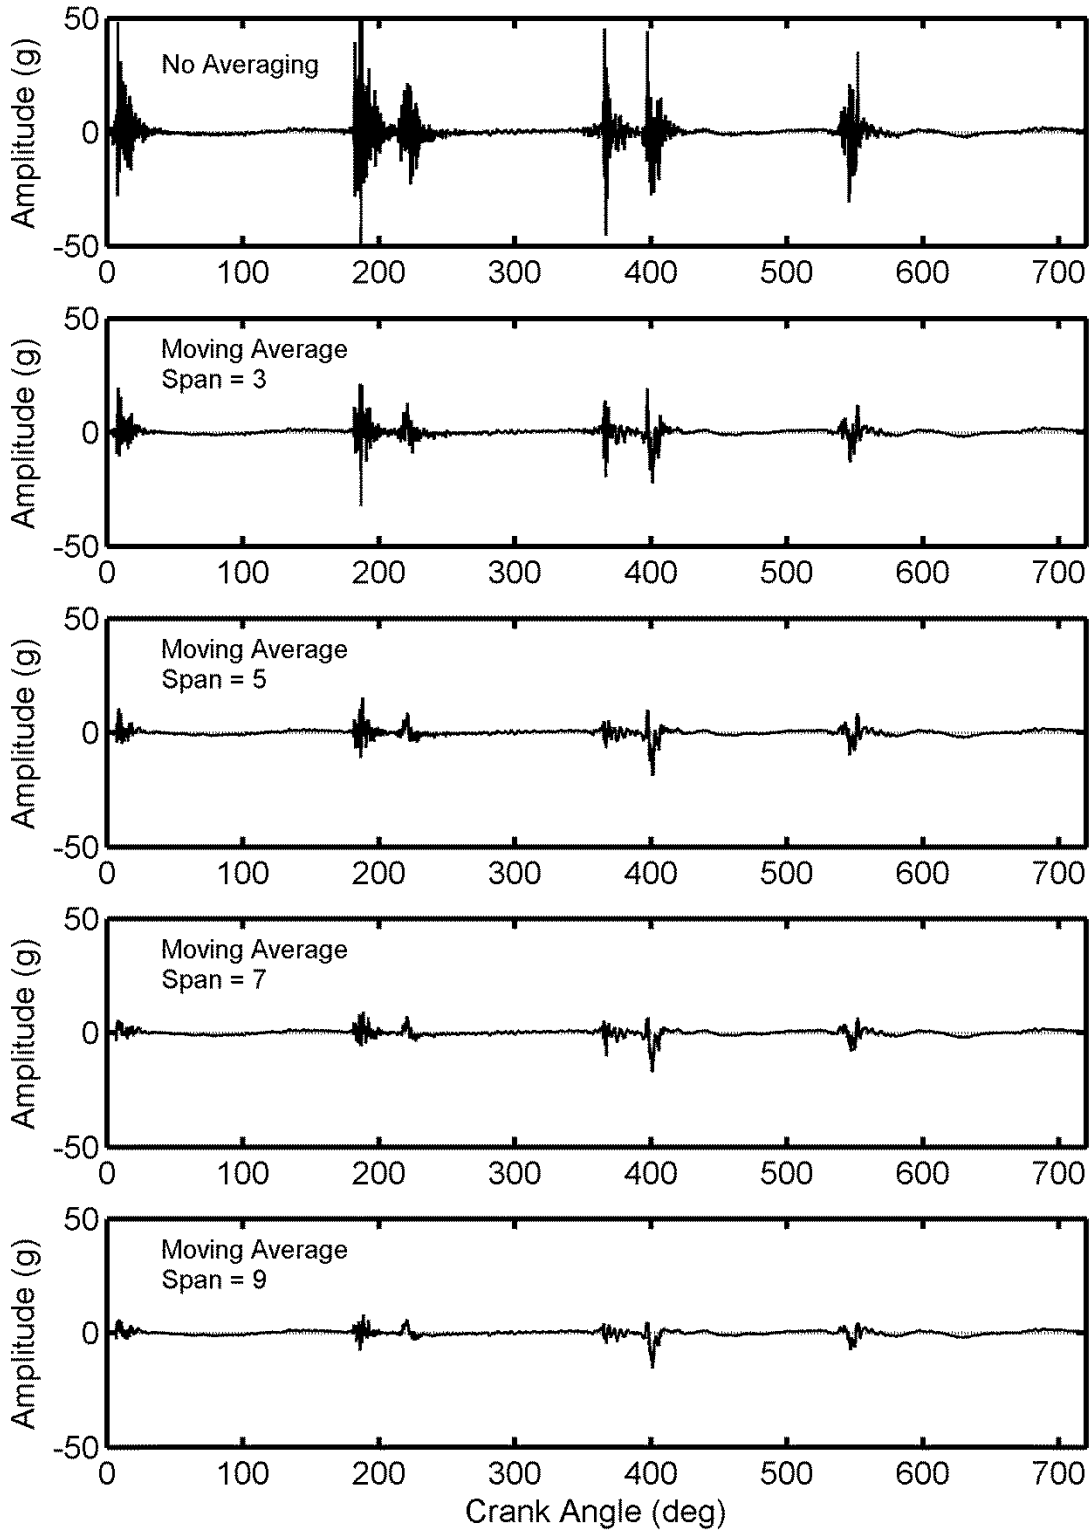 Amplitude (g)
50
0
-50
No Averaging
0 100 200 300 400 500 600 700
Amplitude (g)
50
0
-50
Moving Average
Span = 3
0 100 200 300 400 500 600 700
Amplitude (g)
50
0
-50
Moving Average
Span = 5
0 100 200 300 400 500 600 700
Amplitude (g)
50
0
-50
Moving Average
Span = 7
0 100 200 300 400 500 600 700
Amplitude (g)
50
0
-50
Moving Average
Span = 9
0 100 200 300 400 500 600 700
Crank Angle (deg)